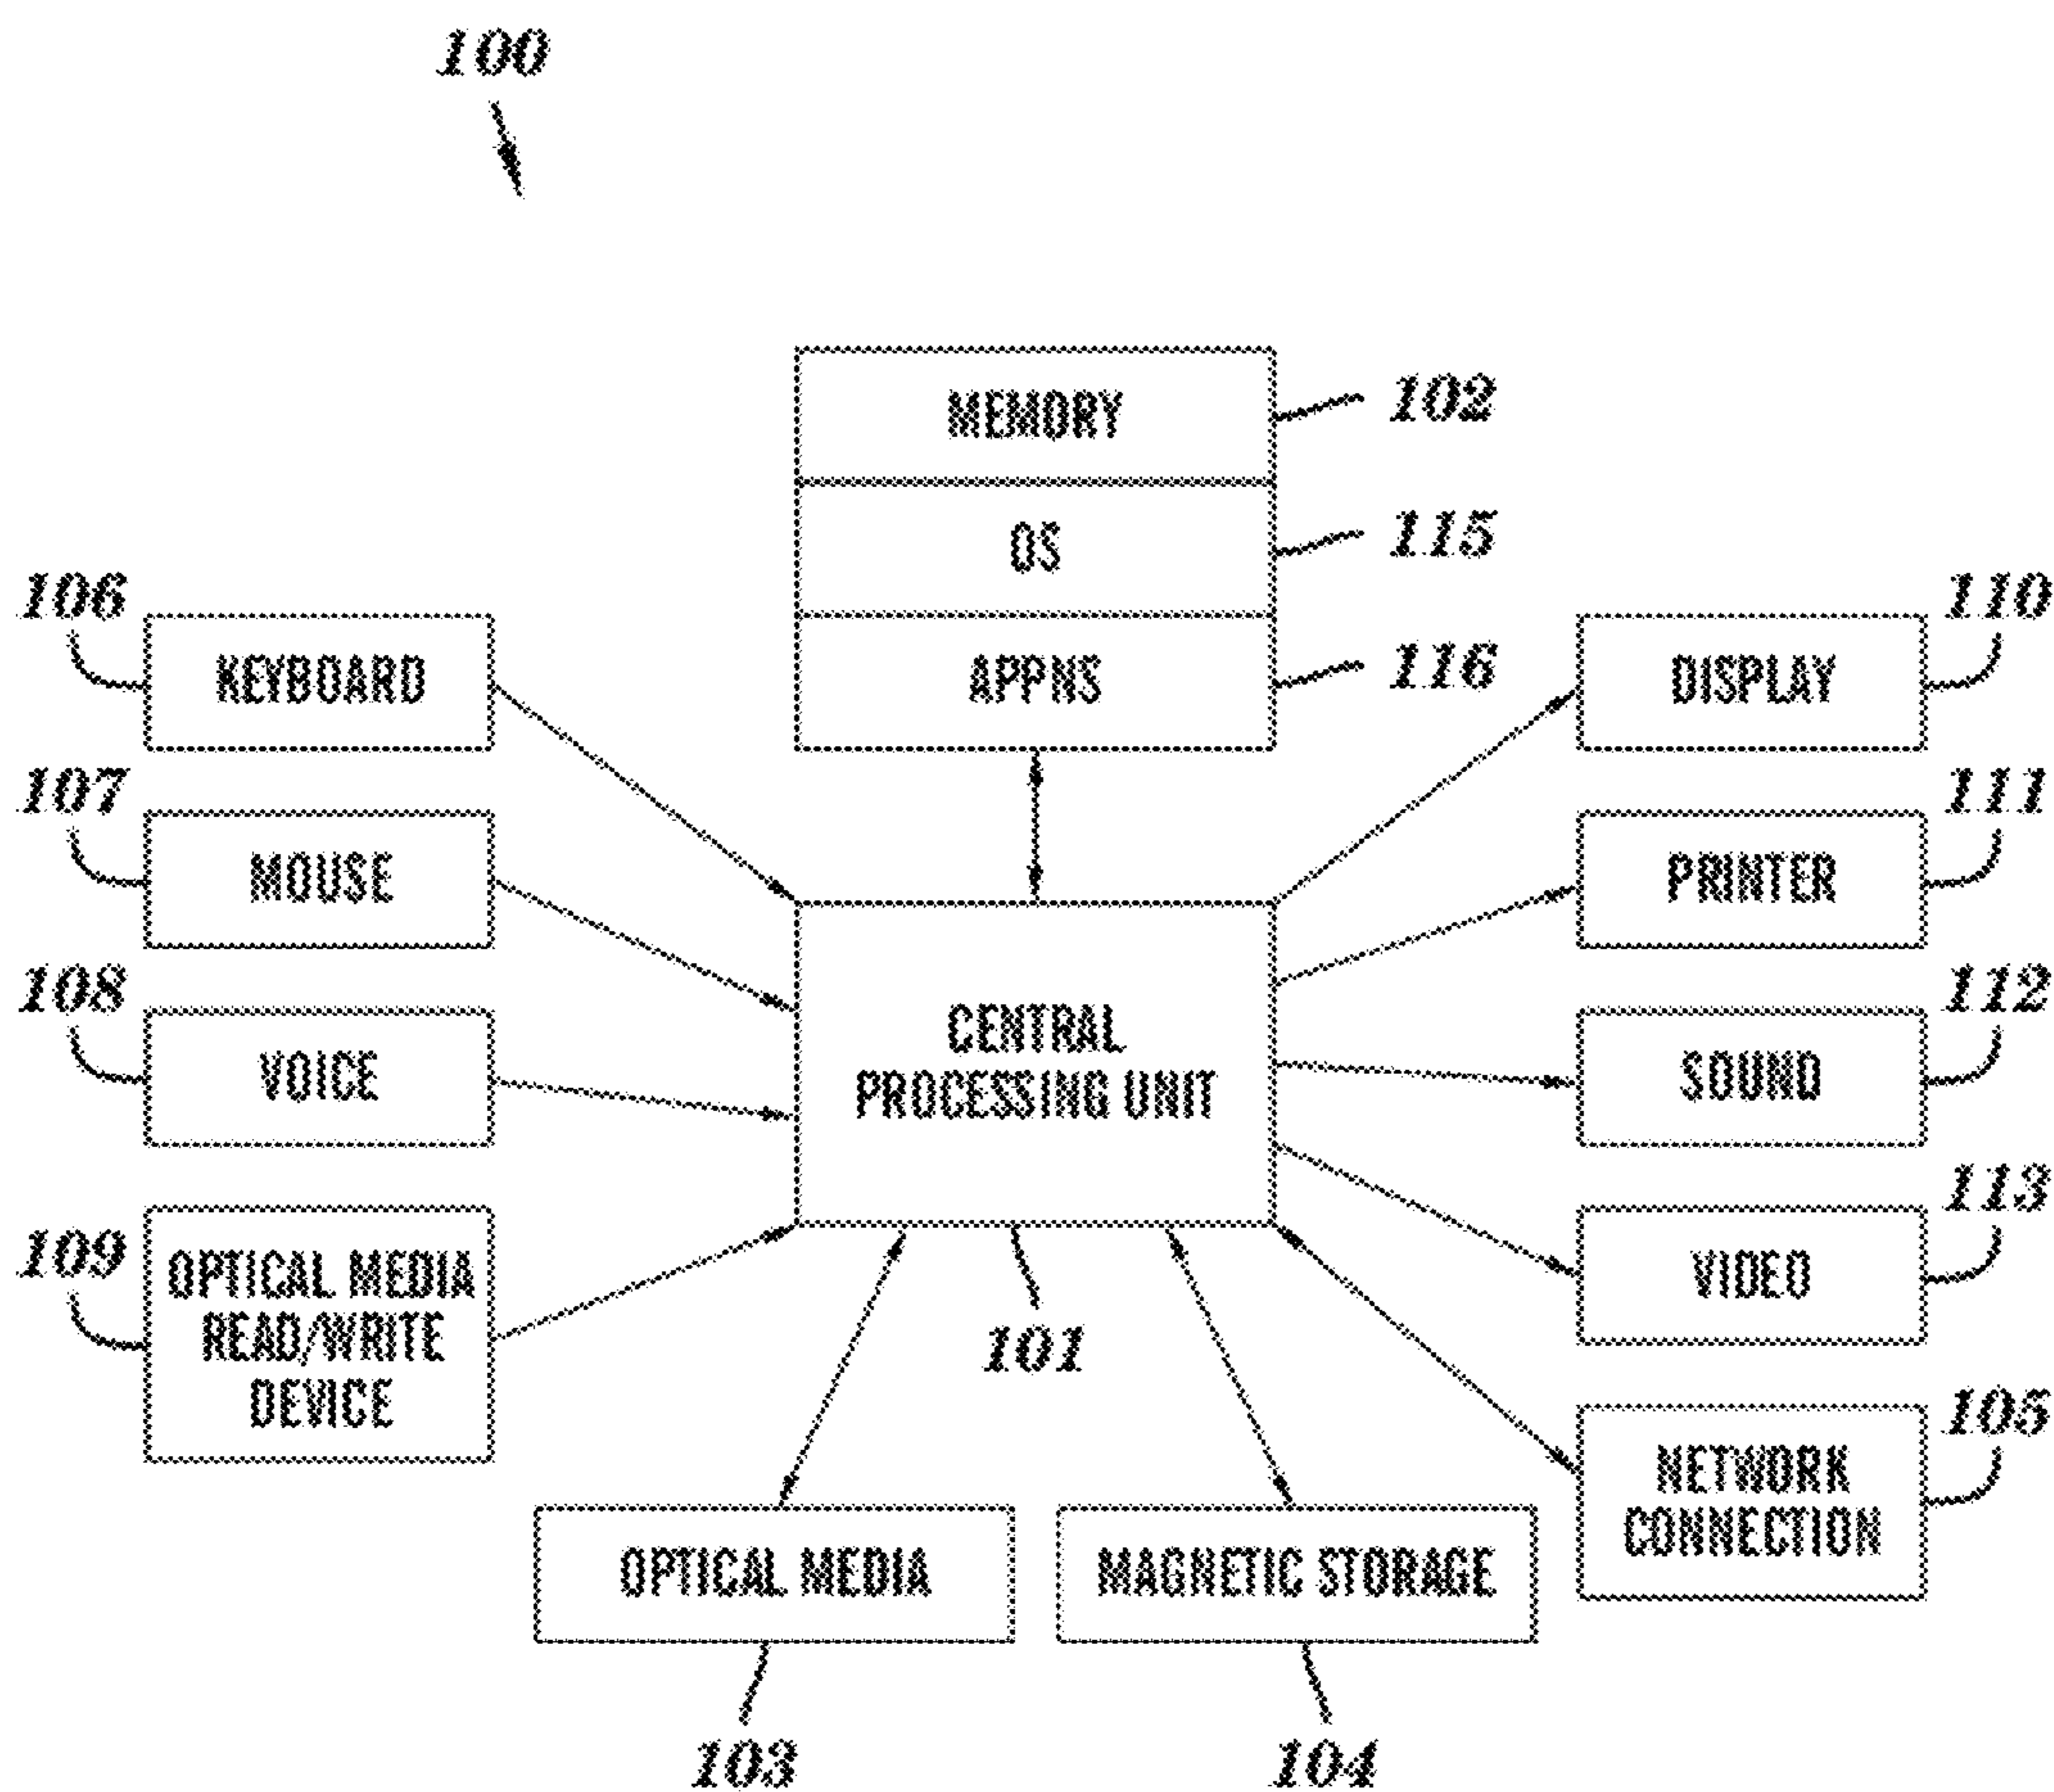 100
MEMORY
102
OS
115
APPNS
116
106
KEYBOARD
107
MOUSE
108
VOICE
109
OPTICAL MEDIA
READ/WRITE
DEVICE
CENTRAL
PROCESSING UNIT
101
110
DISPLAY
111
PRINTER
112
SOUND
113
VIDEO
105
NETWORK
CONNECTION
OPTICAL MEDIA
103
MAGNETIC STORAGE
104